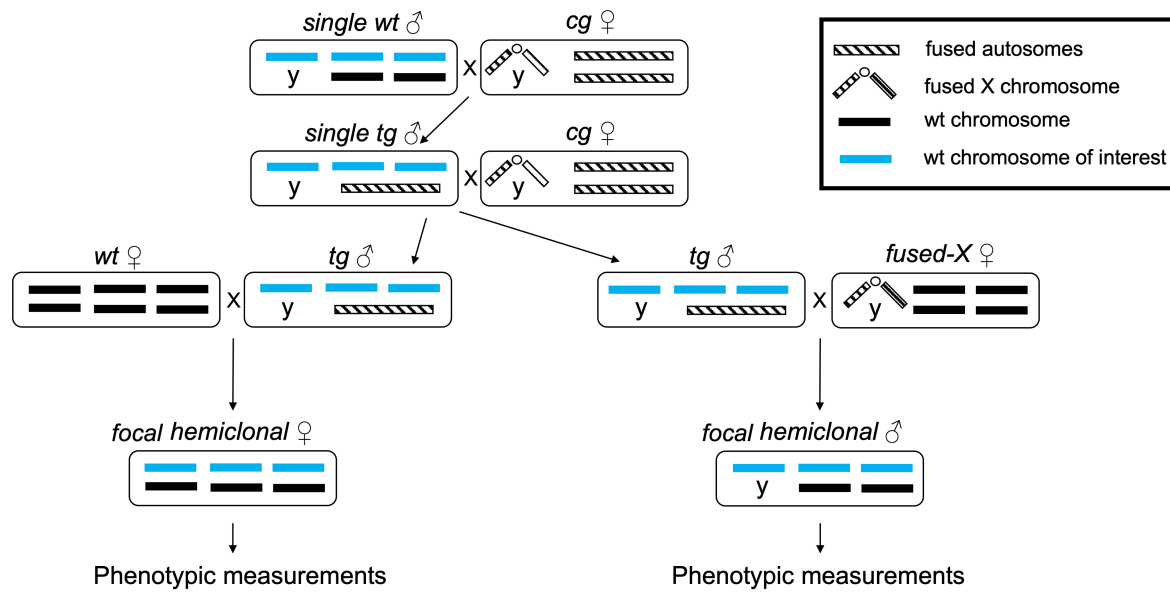 single wt ♂
cg ♀
y
X
y
fused autosomes
fused X chromosome
wt chromosome
wt chromosome of interest
single tg ♂
cg ♀
y
X
y
wt ♀
tg ♂
tg ♂
fused-X ♀
X
y
y
X
y
focal hemiclonal ♀
focal hemiclonal ♂
y
Phenotypic measurements
Phenotypic measurements